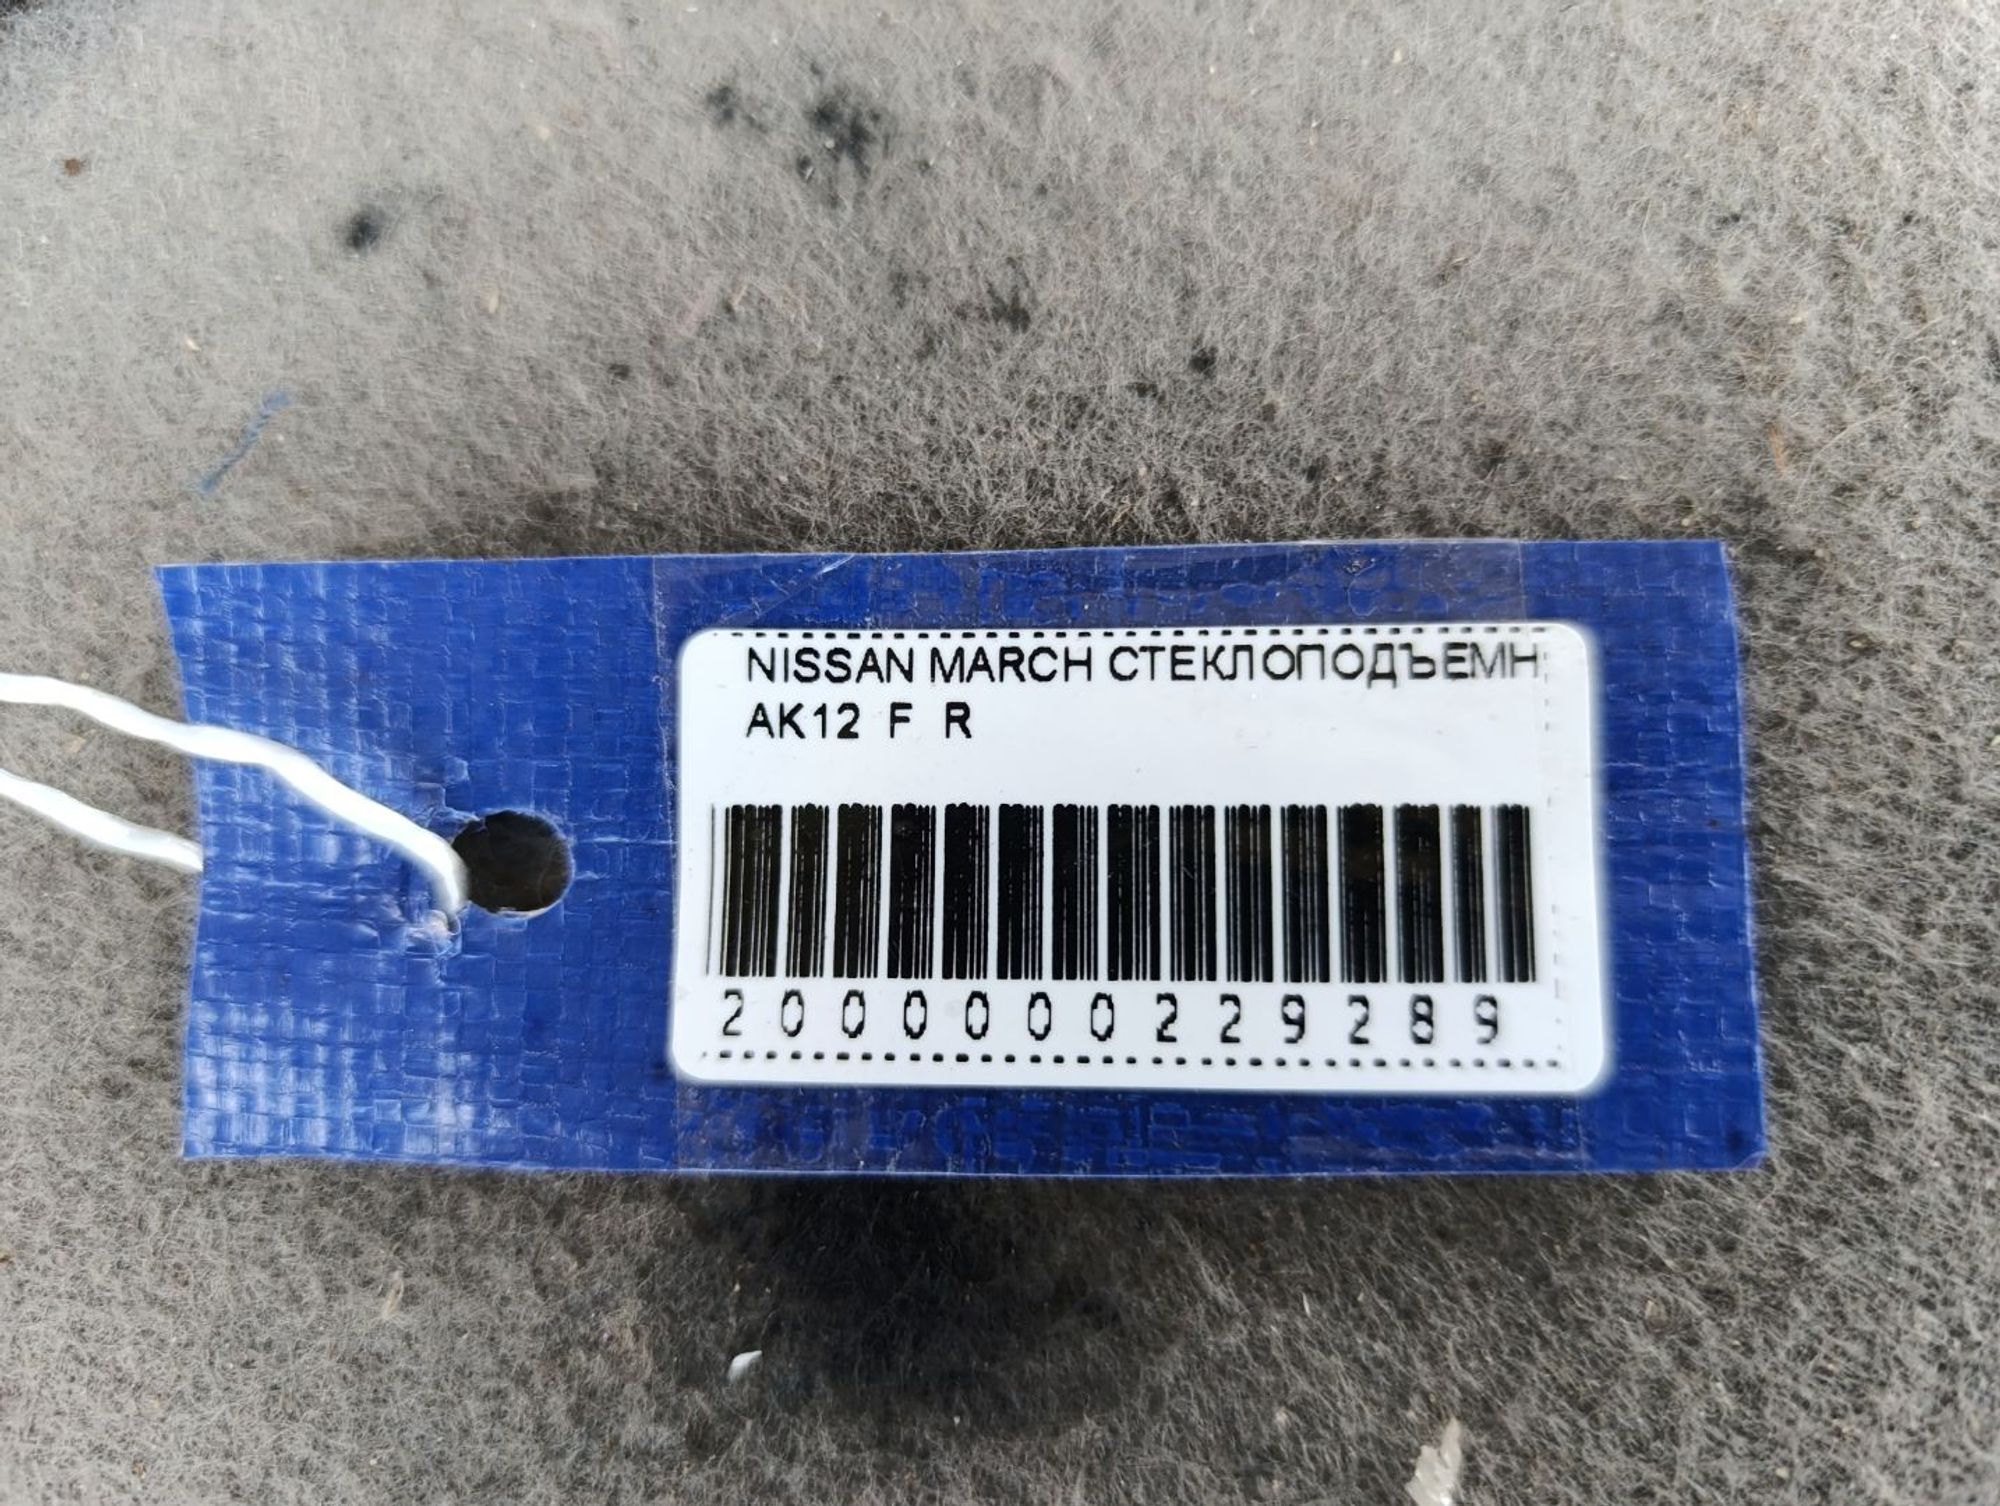 NISSAN MARCH СТЕКЛОПОДЪЕМН
AK12 F R
2000000229289